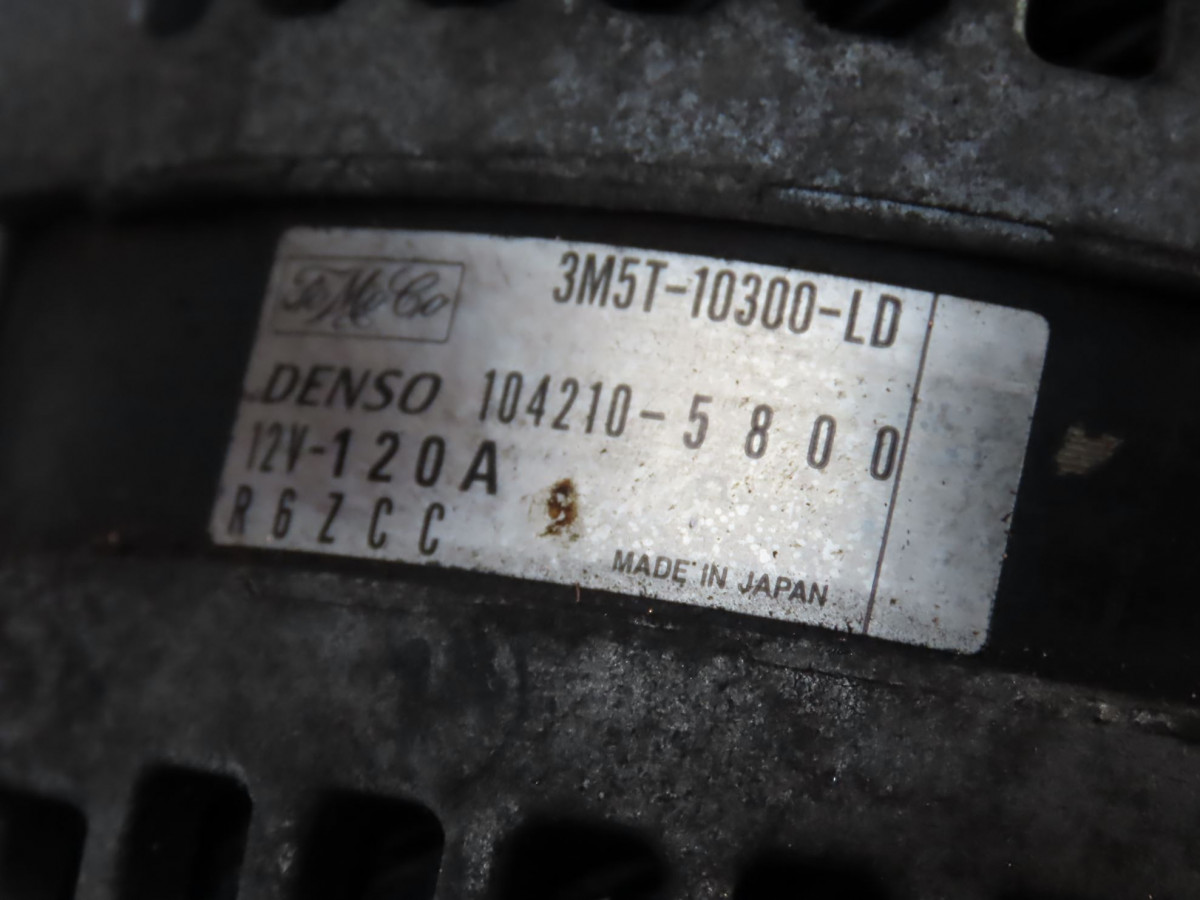 FoMoCo 3M5T-10300-LD
DENSO 104210-5800
12V-120A
R6ZCC
MADE IN JAPAN